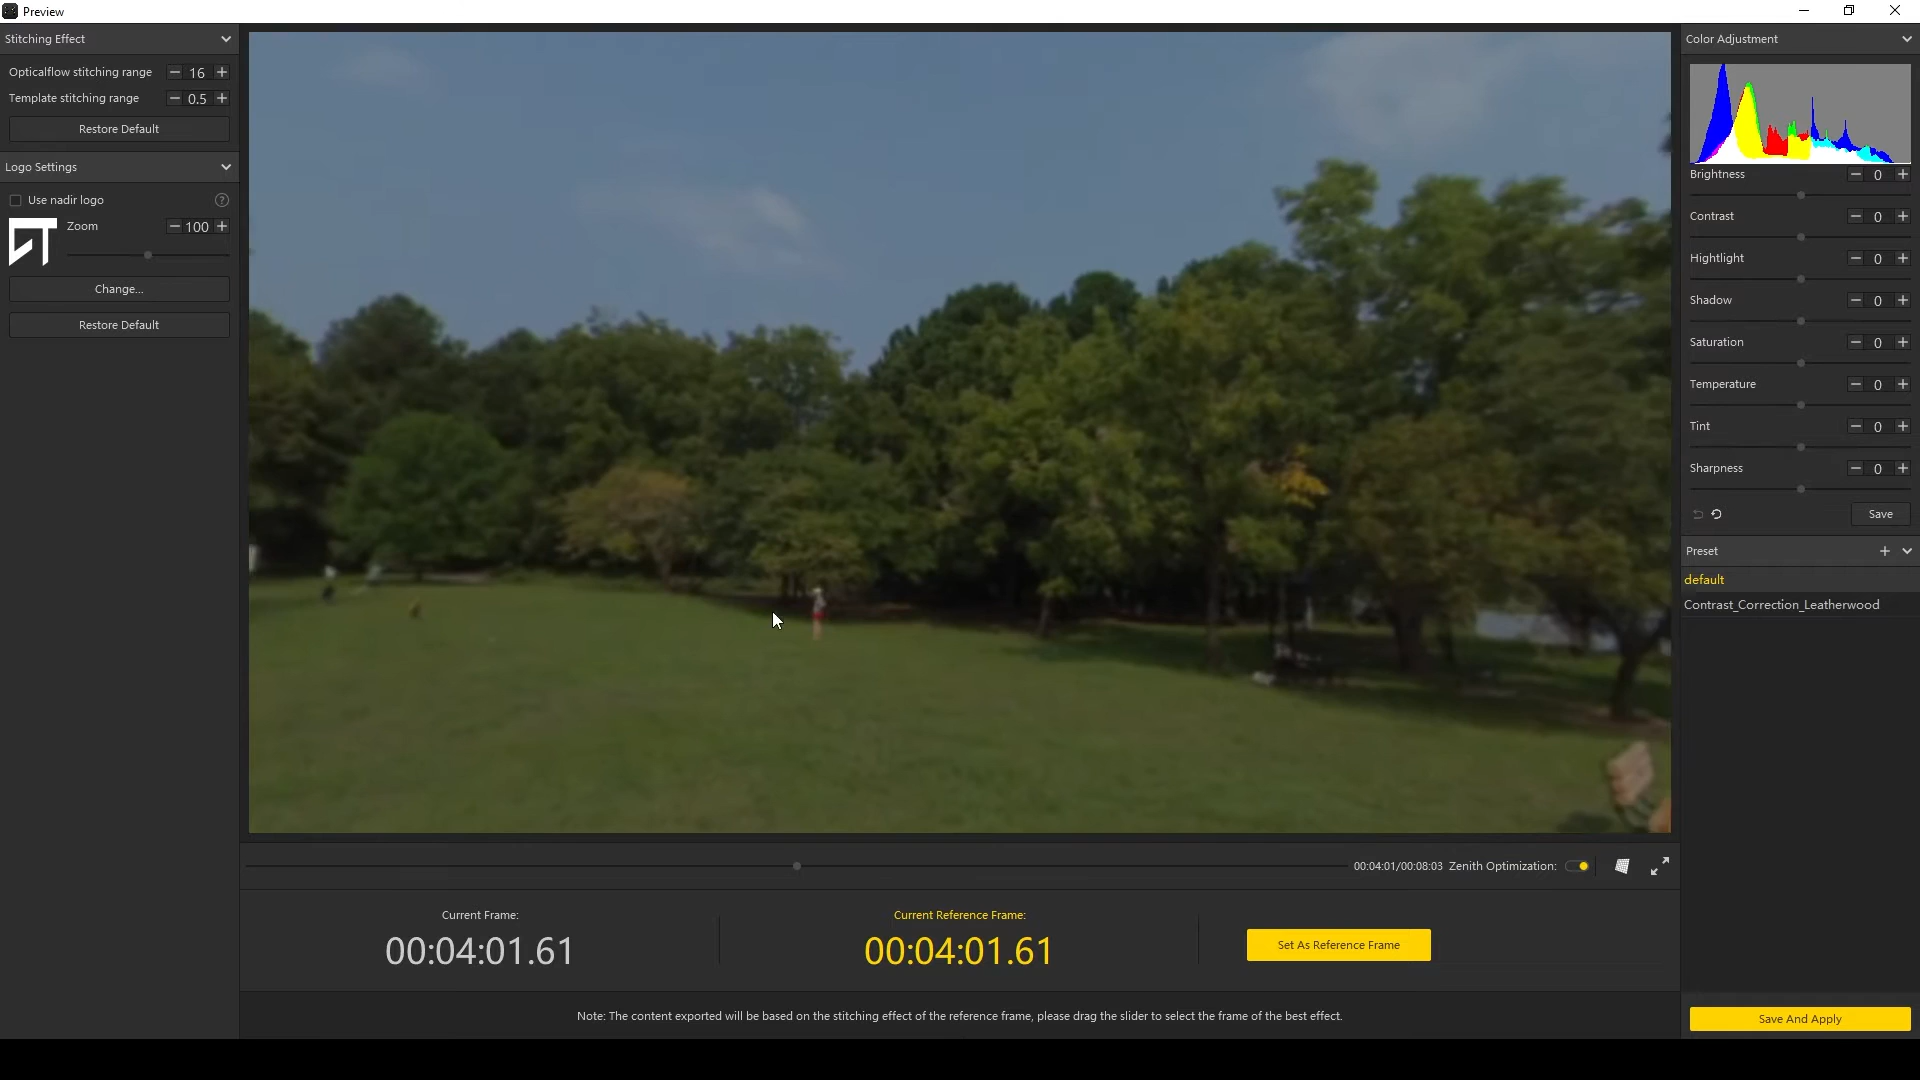 Preview
Stitching Effect
Opticalflow stitching range 16
Template stitching range 0.5
Restore Default
Logo Settings
Use nadir logo
Zoom 100
Change...
Restore Default
00:04:01/00:08:03 Zenith Optimization:
Current Frame:
00:04:01.61
Current Reference Frame:
00:04:01.61
Set As Reference Frame
Note: The content exported will be based on the stitching effect of the reference frame, please drag the slider to select the frame of the best effect.
Color Adjustment
Brightness 0
Contrast 0
Hightlight 0
Shadow 0
Saturation 0
Temperature 0
Tint 0
Sharpness 0
Save
Preset
default
Contrast_Correction_Leatherwood
Save And Apply